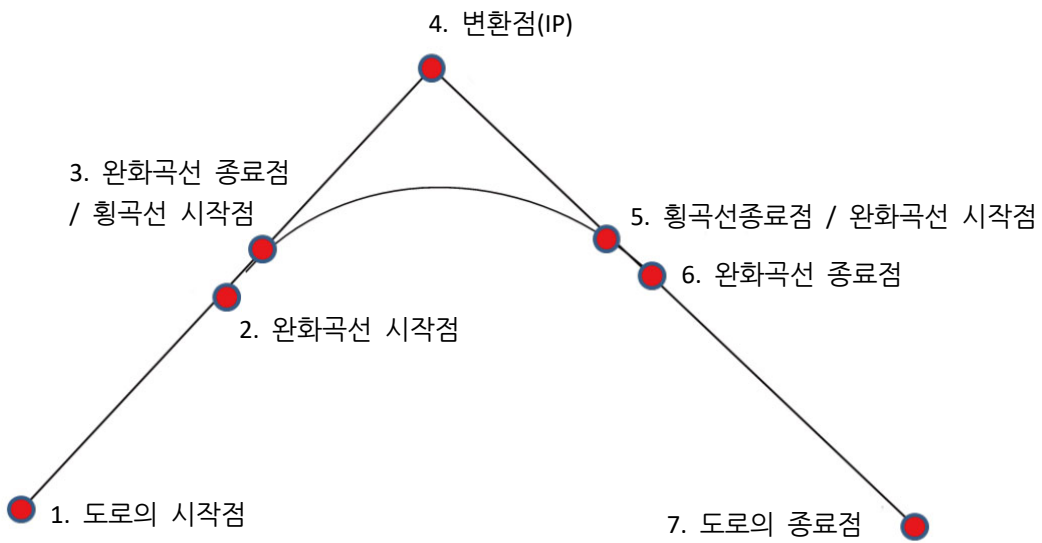 4. 변환점(IP)
3. 완화곡선 종료점
/ 횡곡선 시작점
5. 횡곡선종료점 / 완화곡선 시작점
6. 완화곡선 종료점
2. 완화곡선 시작점
1. 도로의 시작점
7. 도로의 종료점